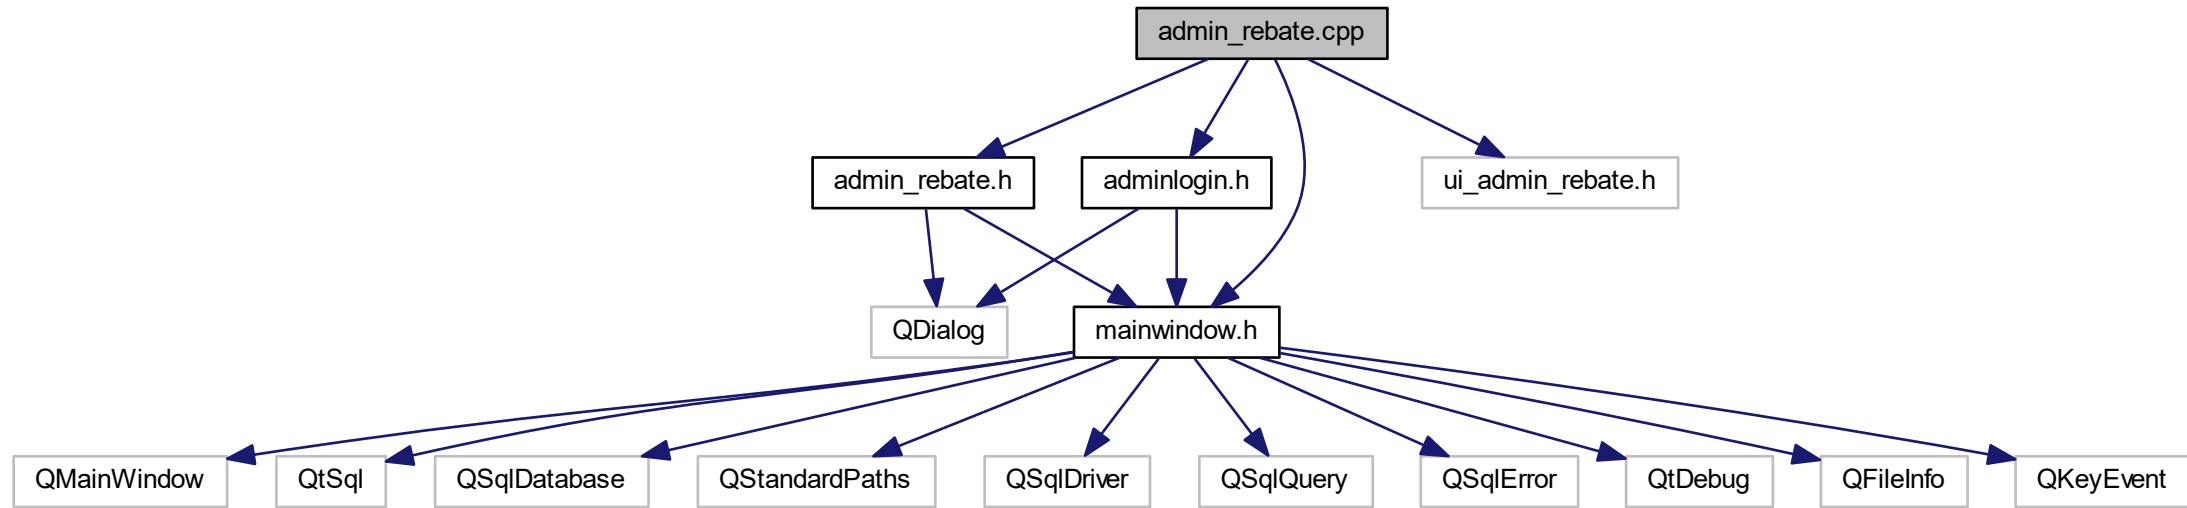 admin_rebate.cpp
admin_rebate.h
adminlogin.h
ui_admin_rebate.h
QDialog
mainwindow.h
QMainWindow
QtSql
QSqlDatabase
QStandardPaths
QSqlDriver
QSqlQuery
QSqlError
QtDebug
QFileInfo
QKeyEvent